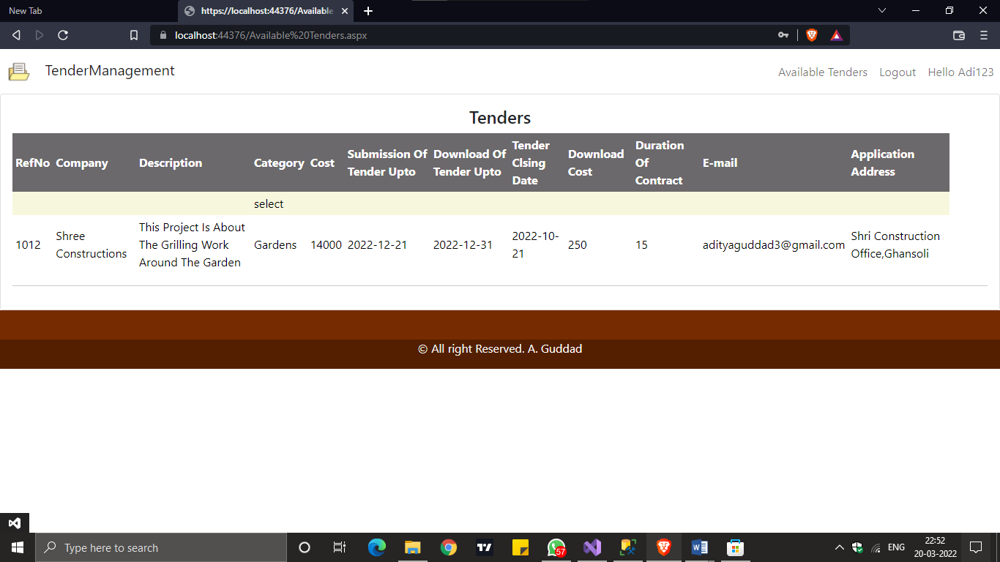 New Tab
https://localhost:44376/Available
localhost:44376/Available%20Tenders.aspx
TenderManagement
Available Tenders Logout Hello Adi123
Tenders
RefNo Company Description Category Cost Submission Of Tender Upto Download Of Tender Upto Tender Clsing Date Download Cost Duration Of Contract E-mail Application Address
select
1012 Shree Constructions This Project Is About The Grilling Work Around The Garden Gardens 14000 2022-12-21 2022-12-31 2022-10-21 250 15 adityaguddad3@gmail.com Shri Construction Office,Ghansoli
© All right Reserved. A. Guddad
Type here to search
57
ENG
22:52
20-03-2022